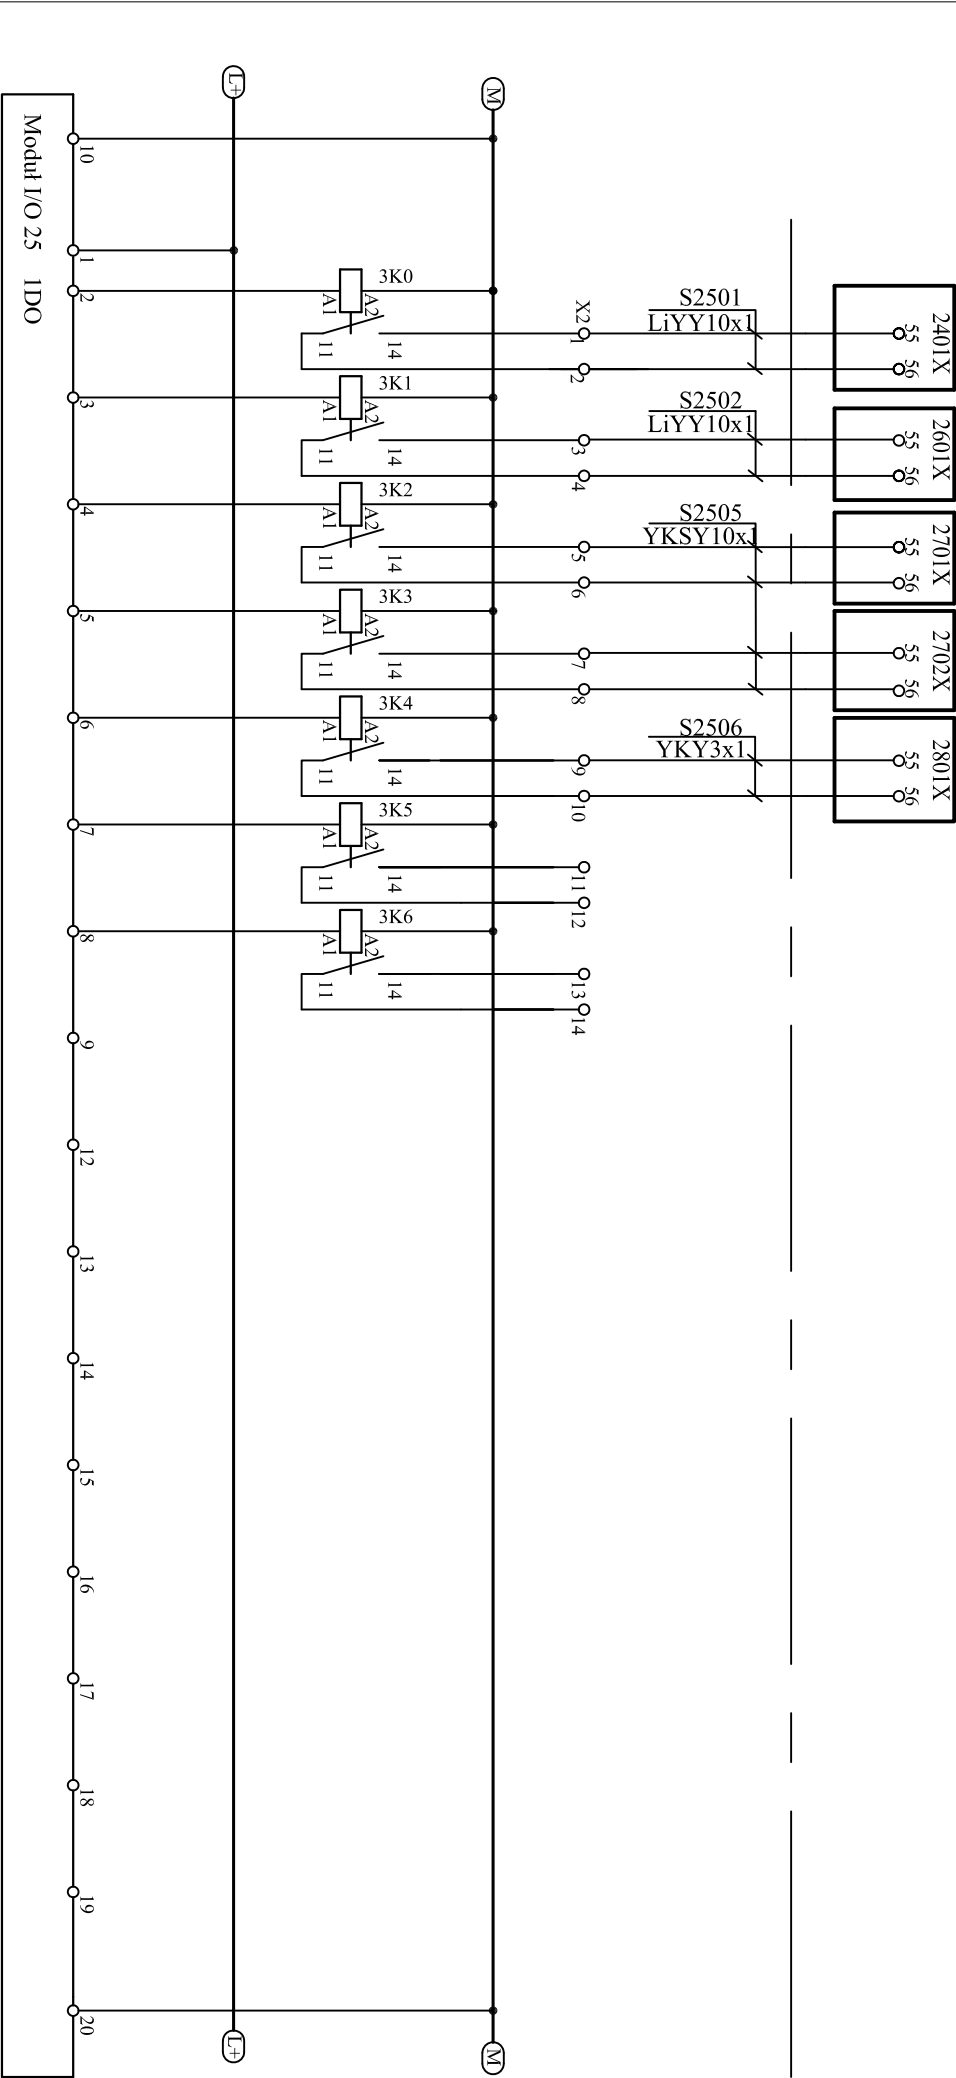 L+
M
Moduł I/O 25 1DO
10
1
2
3
4
5
6
7
8
9
12
13
14
15
16
17
18
19
20
3K0
A1
A2
11
14
3K1
A1
A2
11
14
3K2
A1
A2
11
14
3K3
A1
A2
11
14
3K4
A1
A2
11
14
3K5
A1
A2
11
14
3K6
A1
A2
11
14
X2
1
2
3
4
5
6
7
8
9
10
11
12
13
14
S2501
LiYY10x1
S2502
LiYY10x1
S2505
YKSY10x1
S2506
YKY3x1
2401X
55
56
2601X
55
56
2701X
55
56
2702X
55
56
2801X
55
56
L+
M